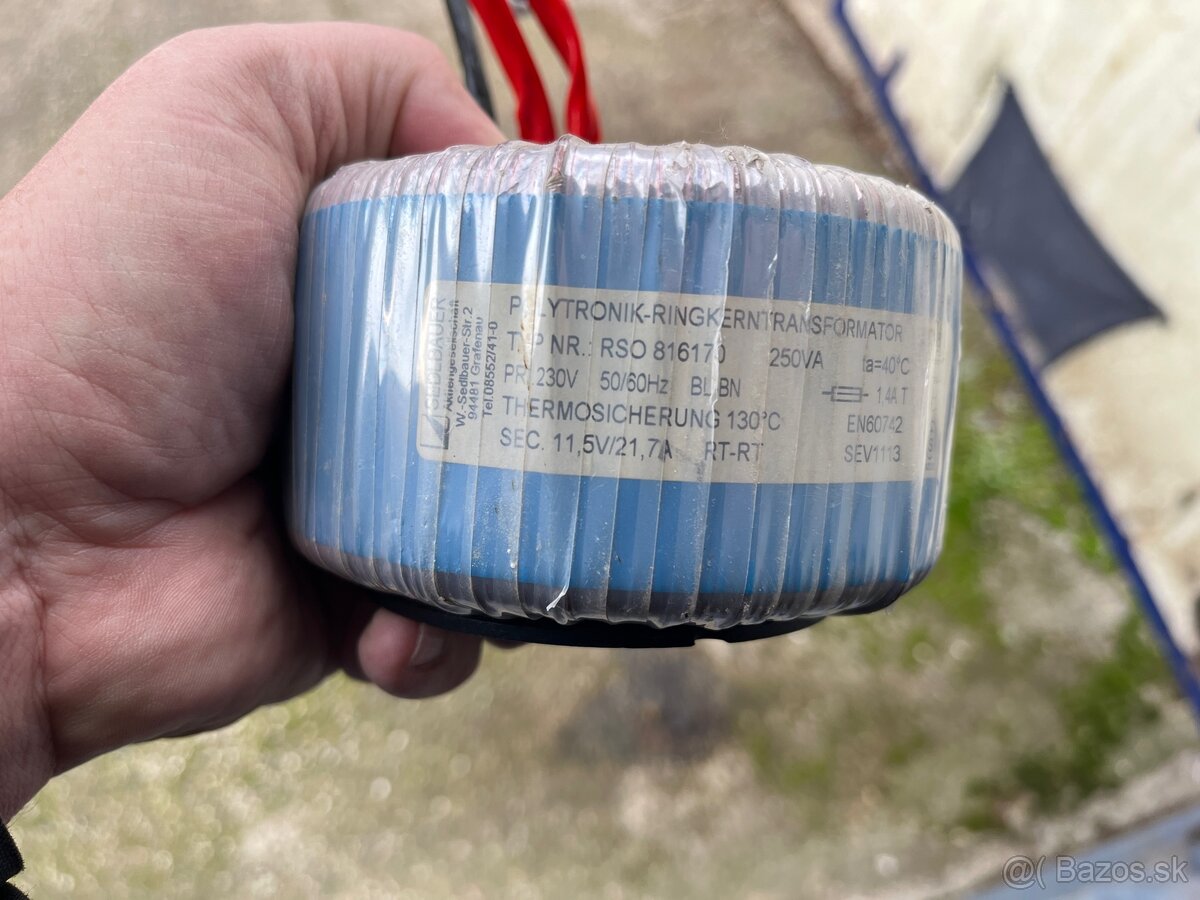 SEDLBAUER
Aktiengesellschaft
W.-Sedlbauer-Str.2
94481 Grafenau
Tel.08552/41-0
POLYTRONIK-RINGKERNTRANSFORMATOR
TYP NR.: RSO 816170 250VA ta=40°C
PR. 230V 50/60Hz BL-BN 1,4A T
THERMOSICHERUNG 130°C EN60742
SEC. 11,5V/21,7A RT-RT SEV1113
@( Bazos.sk